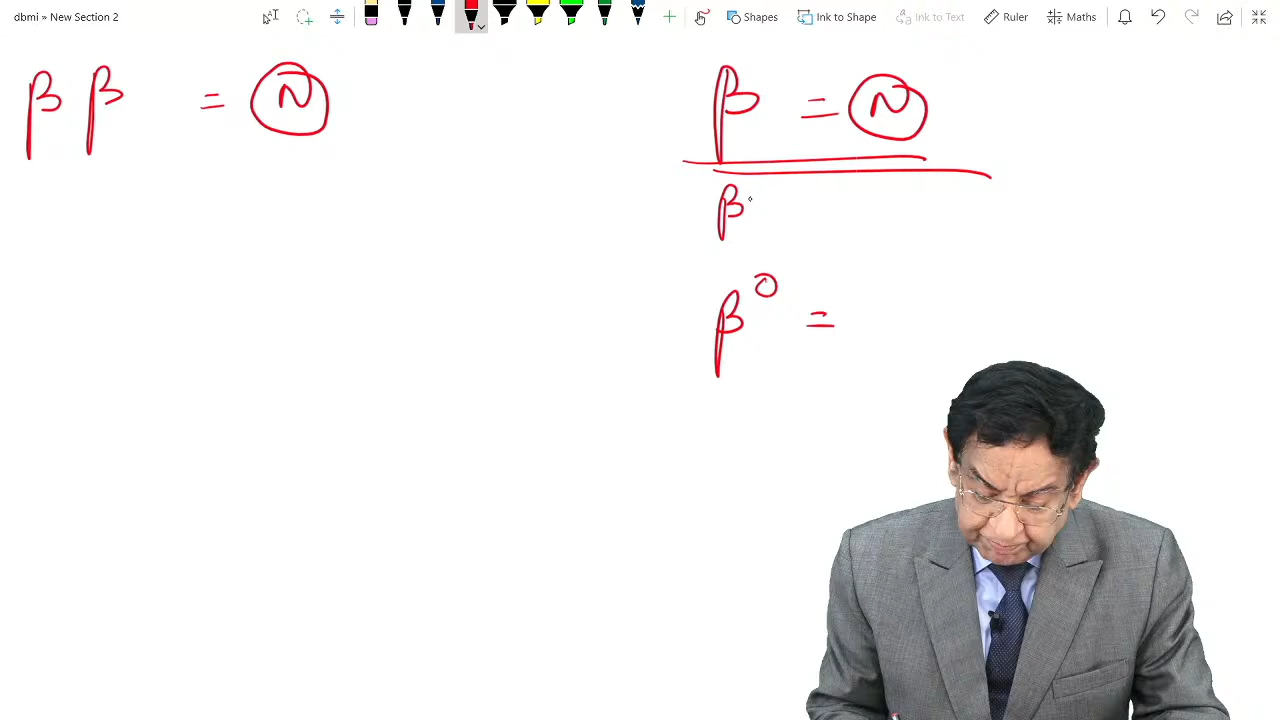 dbmi » New Section 2
Shapes
Ink to Shape
Ink to Text
Ruler
Maths
β β = N
β = N
β
β⁰ =